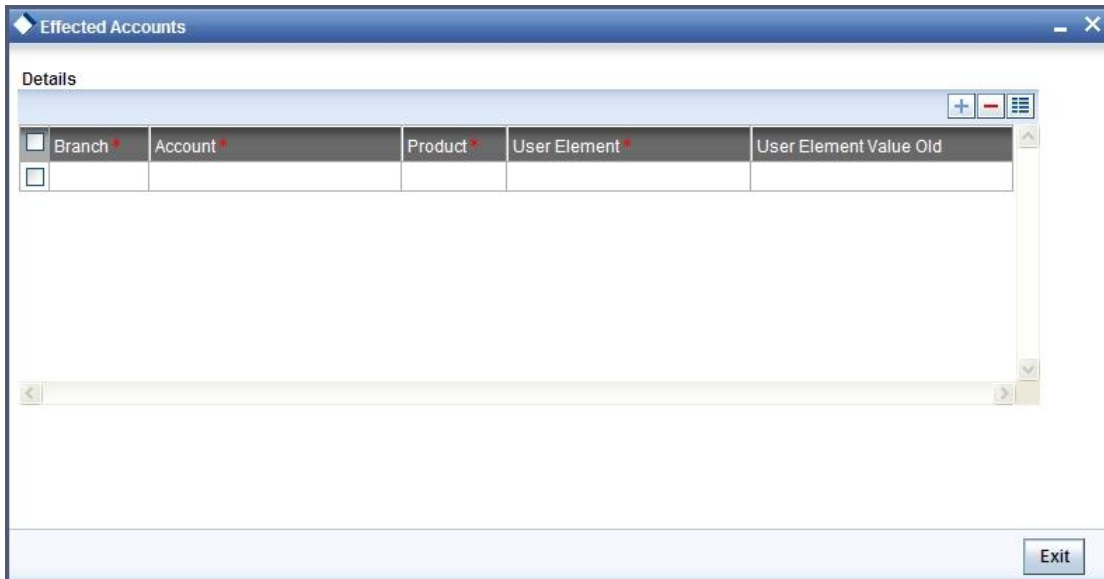 Effected Accounts
Details
Branch * Account * Product * User Element * User Element Value Old
Exit